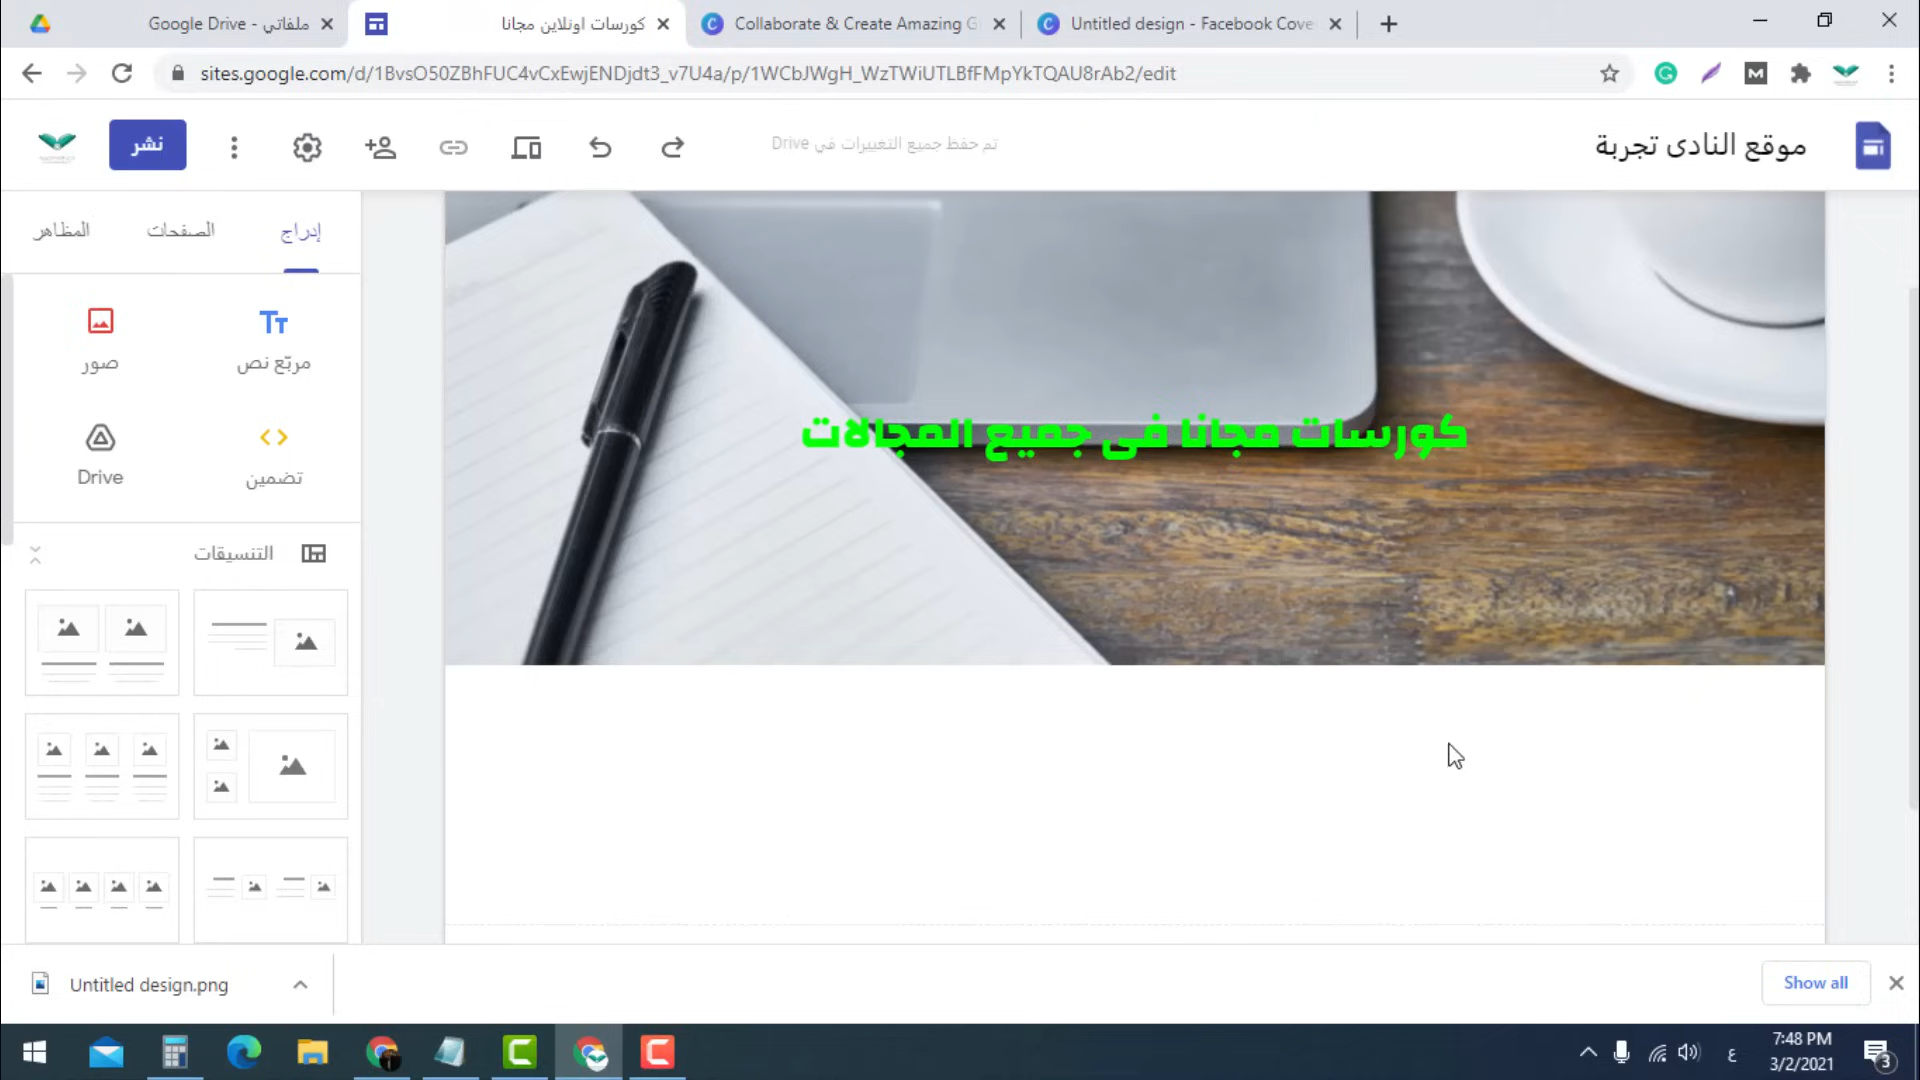 Google Drive - ملفاتي
كورسات اونلاين مجانا
Collaborate & Create Amazing G
Untitled design - Facebook Cove
sites.google.com/d/1BvsO50ZBhFUC4vCxEwjENDjdt3_v7U4a/p/1WCbJWgH_WzTWiUTLBfFMpYkTQAU8rAb2/edit
نشر
تم حفظ جميع التغييرات في Drive
موقع النادى تجربة
إدراج
الصفحات
المظاهر
مربّع نص
صور
تضمين
Drive
التنسيقات
كورسات مجانا فى جميع المجالات
Untitled design.png
Show all
ع
7:48 PM
3/2/2021
3